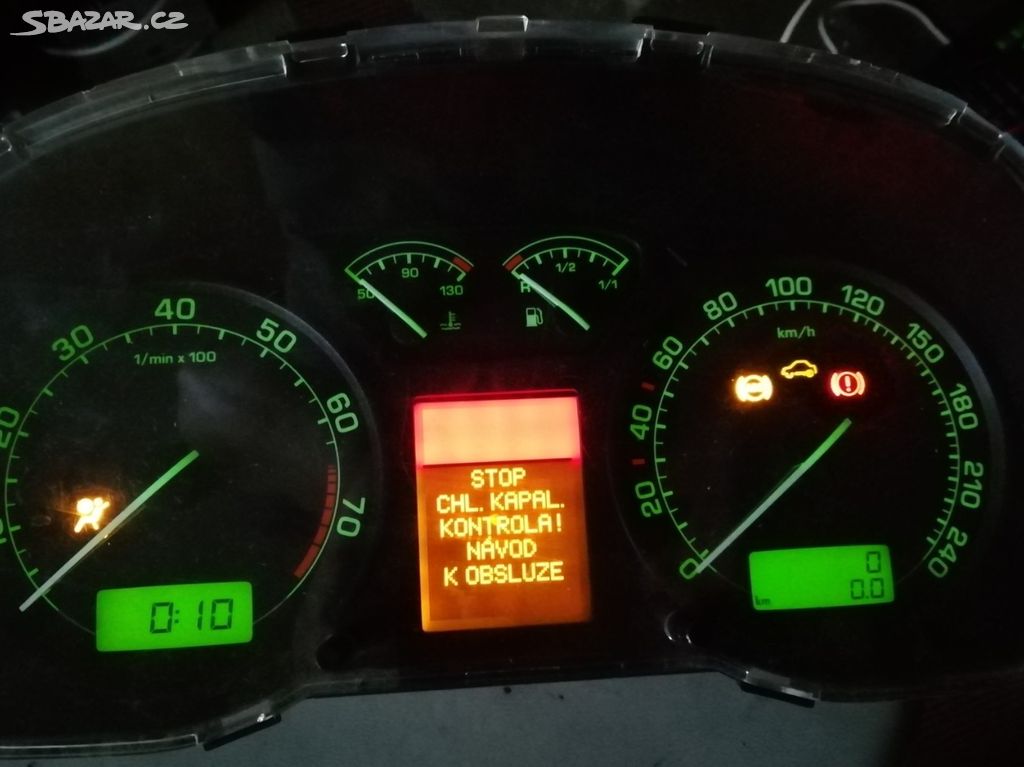 SBAZAR.CZ
50
90
130
R
1/2
1/1
20
30
40
50
60
70
1/min x 100
0:10
STOP
CHL. KAPAL.
KONTROLA!
NÁVOD
K OBSLUZE
0
20
40
60
80
100
120
150
180
210
240
km/h
0
km 0.0